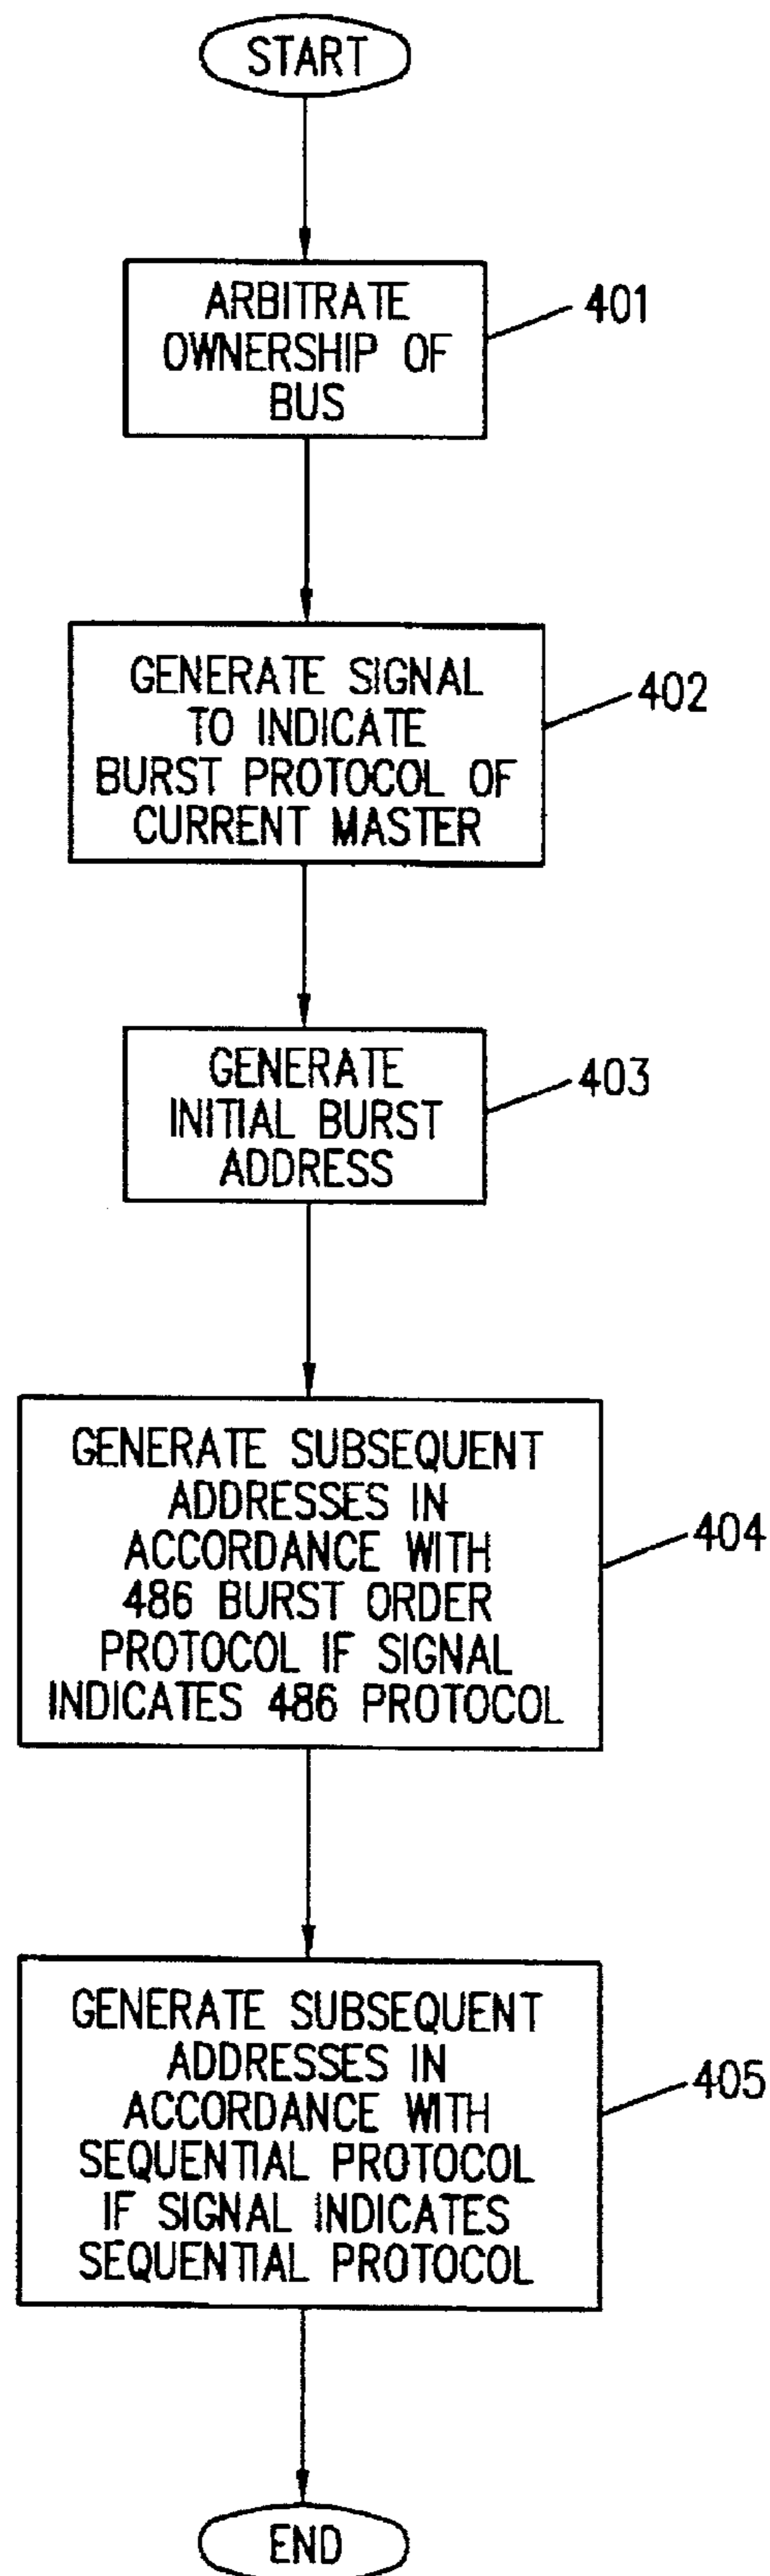 START
ARBITRATE
OWNERSHIP OF
BUS
401
GENERATE SIGNAL
TO INDICATE
BURST PROTOCOL OF
CURRENT MASTER
402
GENERATE
INITIAL BURST
ADDRESS
403
GENERATE SUBSEQUENT
ADDRESSES IN
ACCORDANCE WITH
486 BURST ORDER
PROTOCOL IF SIGNAL
INDICATES 486 PROTOCOL
404
GENERATE SUBSEQUENT
ADDRESSES IN
ACCORDANCE WITH
SEQUENTIAL PROTOCOL
IF SIGNAL INDICATES
SEQUENTIAL PROTOCOL
405
END